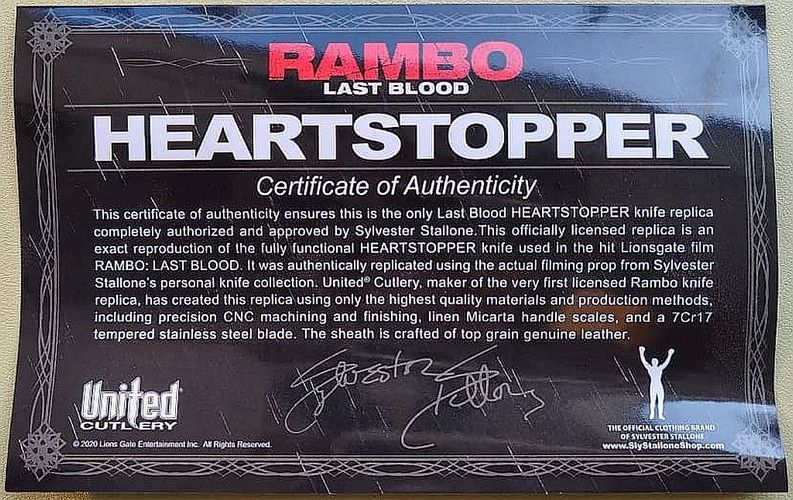 RAMBO
LAST BLOOD
HEARTSTOPPER
Certificate of Authenticity
This certificate of authenticity ensures this is the only Last Blood HEARTSTOPPER knife replica
completely authorized and approved by Sylvester Stallone.This officially licensed replica is an
exact reproduction of the fully functional HEARTSTOPPER knife used in the hit Lionsgate film
RAMBO: LAST BLOOD. It was authentically replicated using the actual filming prop from Sylvester
Stallone's personal knife collection. United® Cutlery, maker of the very first licensed Rambo knife
replica, has created this replica using only the highest quality materials and production methods,
including precision CNC machining and finishing, linen Micarta handle scales, and a 7Cr17
tempered stainless steel blade. The sheath is crafted of top grain genuine leather.
Sylvester Stallone
United
CUTLERY
© 2020 Lions Gate Entertainment Inc. All Rights Reserved.
THE OFFICIAL CLOTHING BRAND
OF SYLVESTER STALLONE
www.SlyStalloneShop.com